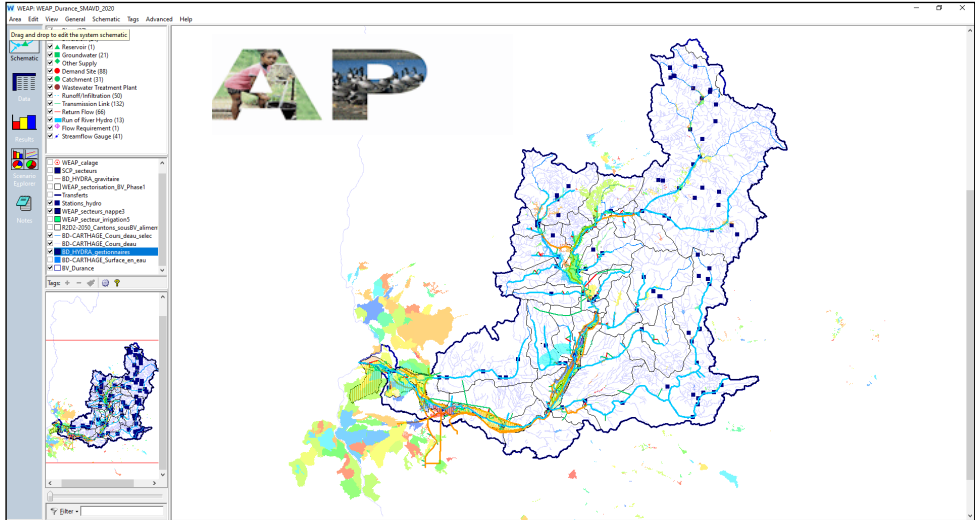 WEAP: WEAP_Durance_SMAVD_2020
Area Edit View General Schematic Tags Advanced Help
Drag and drop to edit the system schematic
Reservoir (1)
Groundwater (21)
Other Supply
Demand Site (88)
Catchment (31)
Wastewater Treatment Plant
Runoff/Infiltration (50)
Transmission Link (132)
Return Flow (66)
Run of River Hydro (13)
Flow Requirement (1)
Streamflow Gauge (41)
Schematic
Data
Results
Scenario
Explorer
Notes
WEAP_calage
SCP_secteurs
BD_HYDRA_gravitaire
WEAP_sectorisation_BV_Phase1
Transferts
Stations_hydro
WEAP_secteurs_nappe3
WEAP_secteur_irrigation5
R2D2-2050_Cantons_sousBV_alimen
BD-CARTHAGE_Cours_deau_selec
BD-CARTHAGE_Cours_deau
BD_HYDRA_gestionnaires
BD-CARTHAGE_Surface_en_eau
BV_Durance
Tags:
Filter
AP